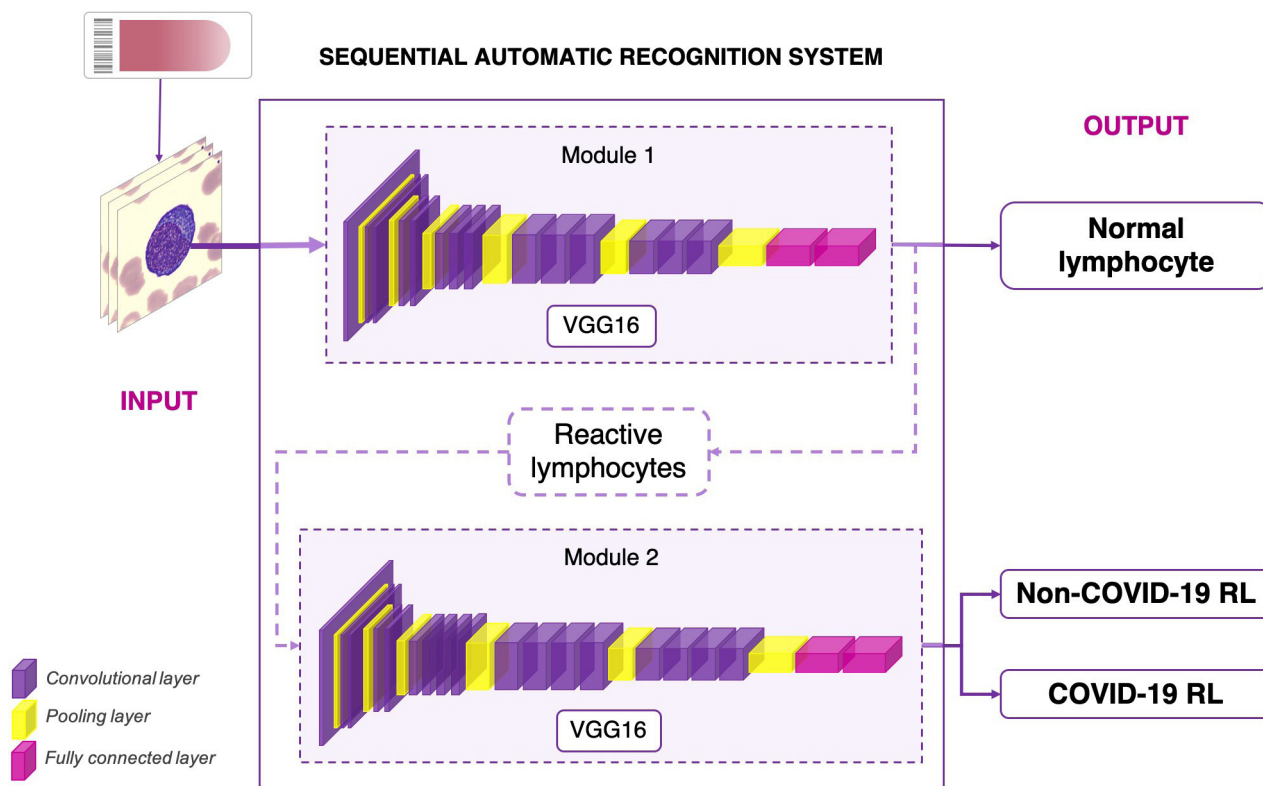 SEQUENTIAL AUTOMATIC RECOGNITION SYSTEM
OUTPUT
Module 1
Normal
lymphocyte
VGG16
INPUT
Reactive
lymphocytes
Module 2
Non-COVID-19 RL
COVID-19 RL
VGG16
Convolutional layer
Pooling layer
Fully connected layer